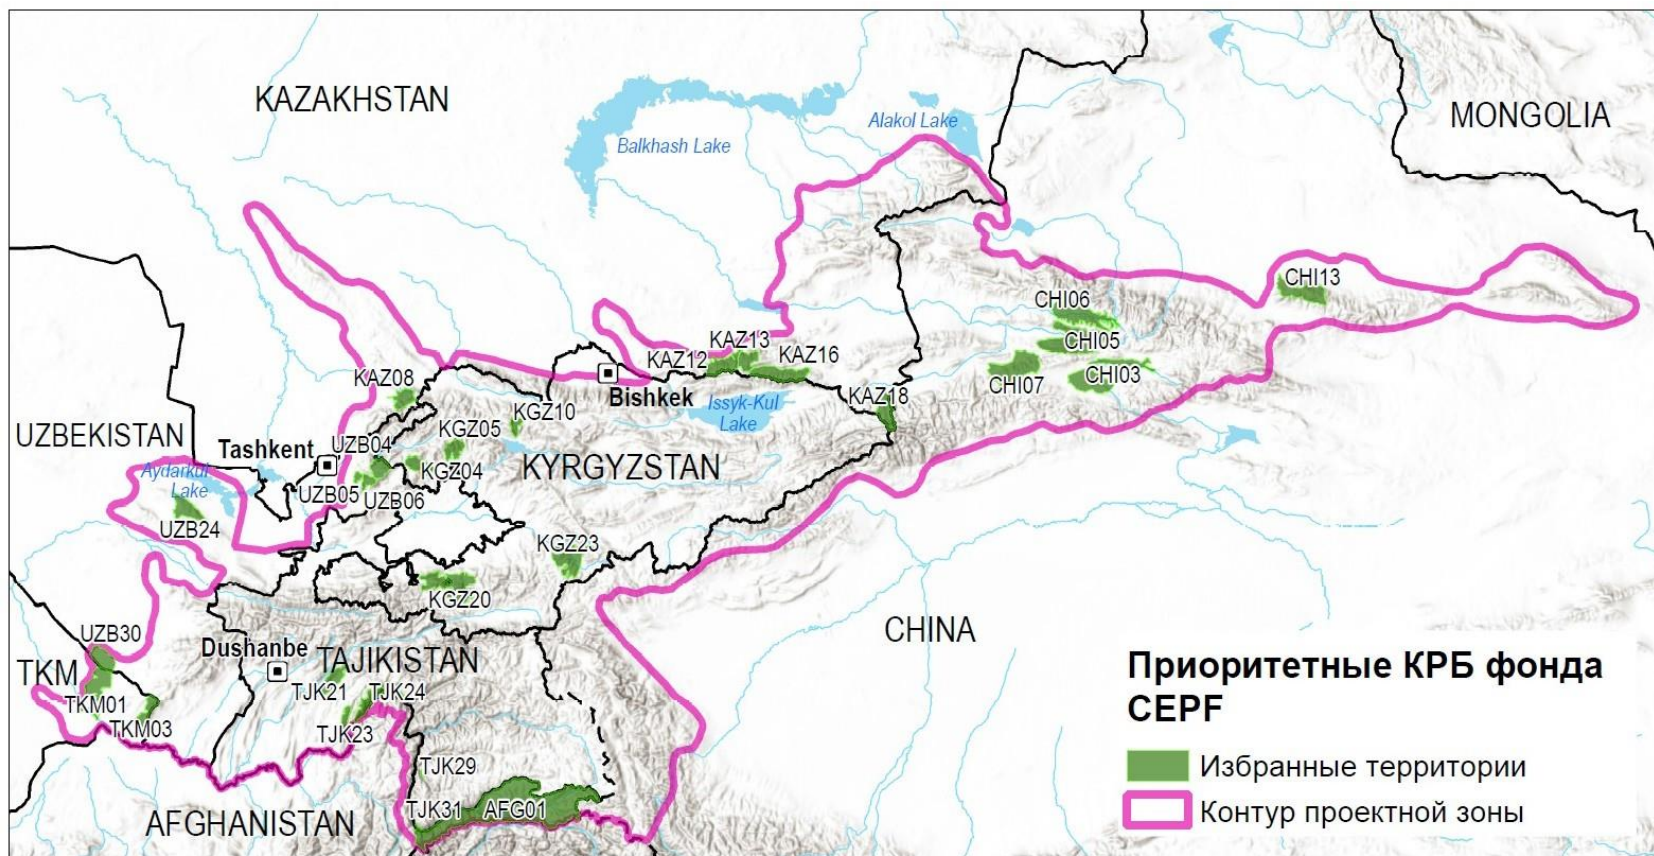 KAZAKHSTAN
MONGOLIA
Alakol Lake
Balkhash Lake
CHI13
CHI06
CHI05
CHI07
CHI03
KAZ13
KAZ12
KAZ16
KAZ08
Bishkek
KAZ18
Issyk-Kul
Lake
KGZ10
KGZ05
UZBEKISTAN
Tashkent
UZB04
KGZ04
KYRGYZSTAN
Aydarkul
Lake
UZB05
UZB06
UZB24
KGZ23
KGZ20
UZB30
Dushanbe
TAJIKISTAN
CHINA
TKM
TJK21
TJK24
TKM01
TKM03
TJK23
TJK29
TJK31
AFG01
AFGHANISTAN
Приоритетные КРБ фонда
CEPF
Избранные территории
Контур проектной зоны